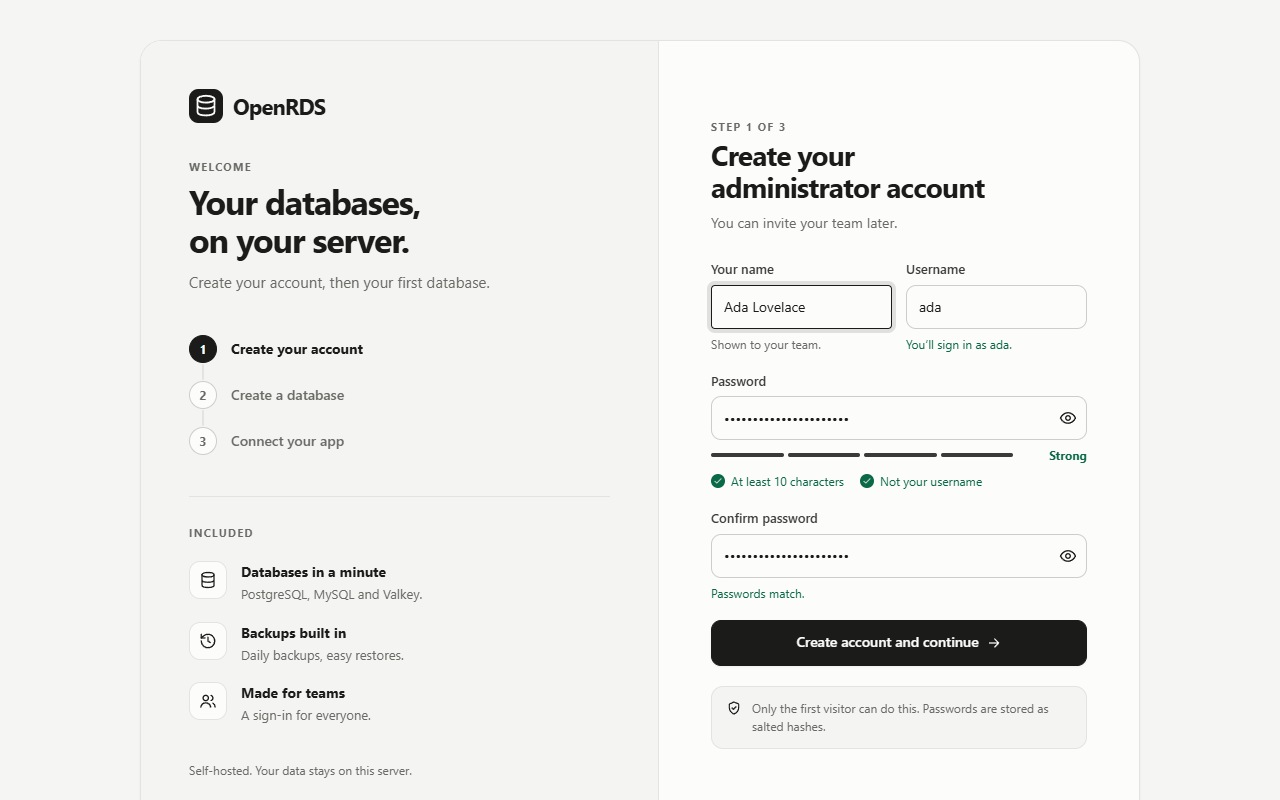 OpenRDS
WELCOME
Your databases,
on your server.
Create your account, then your first database.
1 Create your account
2 Create a database
3 Connect your app
INCLUDED
Databases in a minute
PostgreSQL, MySQL and Valkey.
Backups built in
Daily backups, easy restores.
Made for teams
A sign-in for everyone.
Self-hosted. Your data stays on this server.
STEP 1 OF 3
Create your
administrator account
You can invite your team later.
Your name Username
Ada Lovelace ada
Shown to your team. You’ll sign in as ada.
Password
••••••••••••••••••••••
Strong
At least 10 characters Not your username
Confirm password
••••••••••••••••••••••
Passwords match.
Create account and continue →
Only the first visitor can do this. Passwords are stored as
salted hashes.